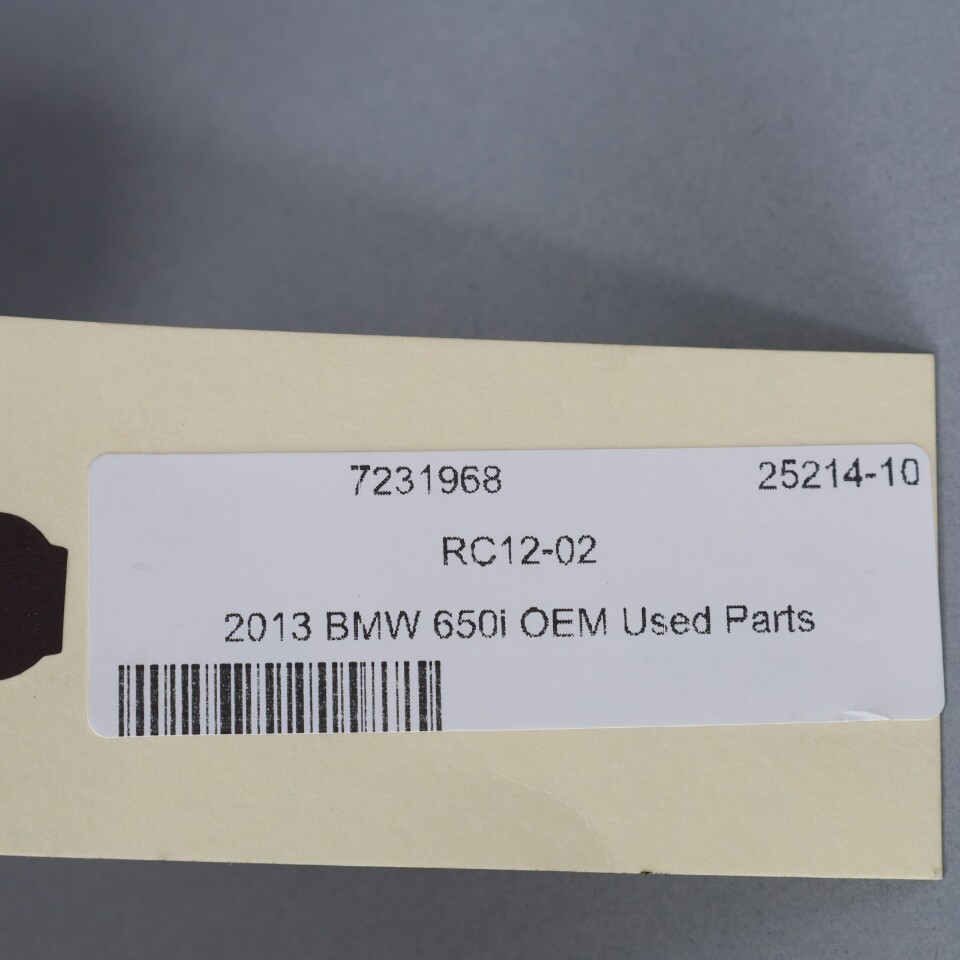 7231968 25214-10
RC12-02
2013 BMW 650i OEM Used Parts